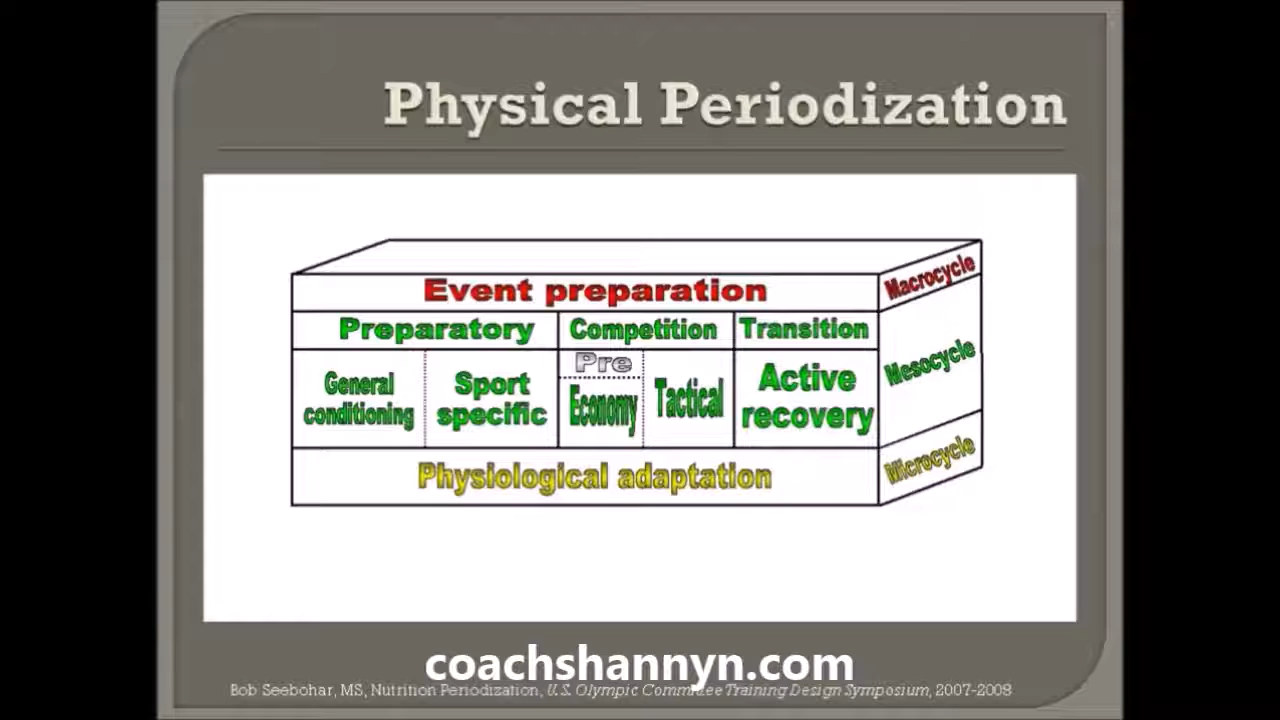 Physical Periodization
Event preparation
Macrocycle
Preparatory
Competition
Transition
Mesocycle
General
conditioning
Sport
specific
Pre
Economy
Tactical
Active
recovery
Physiological adaptation
Microcycle
coachshannyn.com
Bob Seebohar, MS, Nutrition Periodization, U.S. Olympic Committee Training Design Symposium, 2007-2008